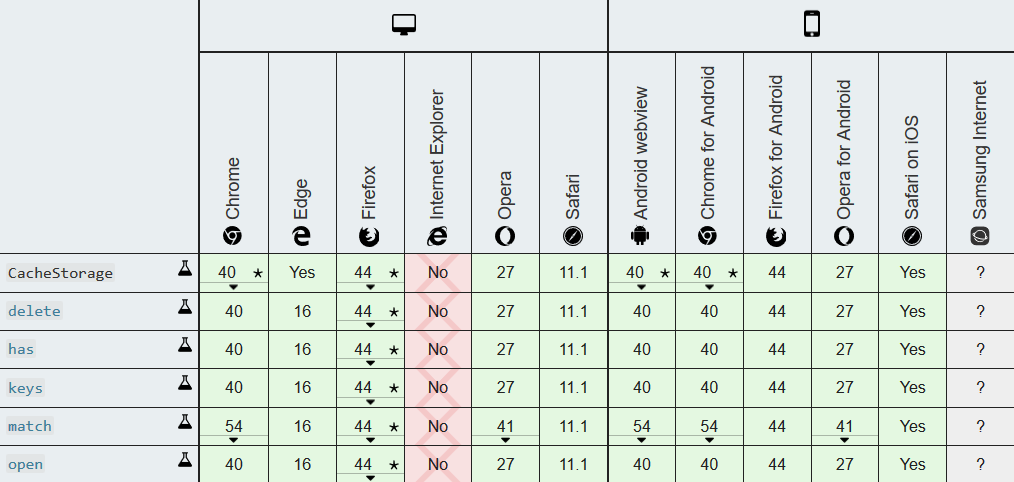 Chrome
Edge
Firefox
Internet Explorer
Opera
Safari
Android webview
Chrome for Android
Firefox for Android
Opera for Android
Safari on iOS
Samsung Internet
CacheStorage 40 * Yes 44 * No 27 11.1 40 * 40 * 44 27 Yes ?
delete 40 16 44 * No 27 11.1 40 40 44 27 Yes ?
has 40 16 44 * No 27 11.1 40 40 44 27 Yes ?
keys 40 16 44 * No 27 11.1 40 40 44 27 Yes ?
match 54 16 44 * No 41 11.1 54 54 44 41 Yes ?
open 40 16 44 * No 27 11.1 40 40 44 27 Yes ?